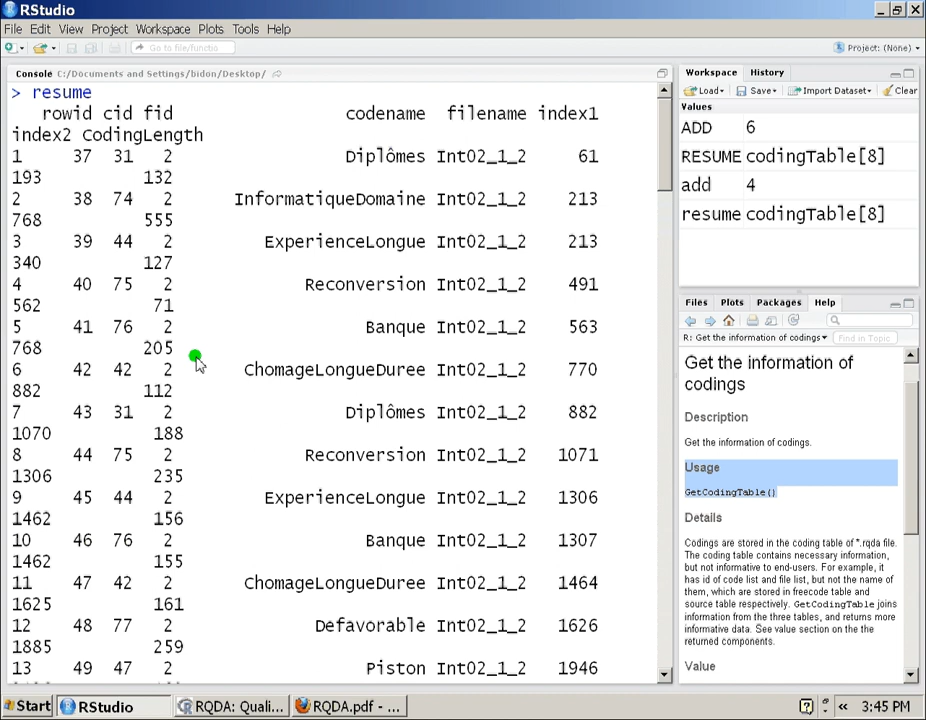 RStudio
File Edit View Project Workspace Plots Tools Help
Go to file/functio
Project: (None)
Console C:/Documents and Settings/bidon/Desktop/
> resume
rowid cid fid codename filename index1
index2 CodingLength
1 37 31 2 Diplômes Int02_1_2 61
193 132
2 38 74 2 InformatiqueDomaine Int02_1_2 213
768 555
3 39 44 2 ExperienceLongue Int02_1_2 213
340 127
4 40 75 2 Reconversion Int02_1_2 491
562 71
5 41 76 2 Banque Int02_1_2 563
768 205
6 42 42 2 ChomageLongueDuree Int02_1_2 770
882 112
7 43 31 2 Diplômes Int02_1_2 882
1070 188
8 44 75 2 Reconversion Int02_1_2 1071
1306 235
9 45 44 2 ExperienceLongue Int02_1_2 1306
1462 156
10 46 76 2 Banque Int02_1_2 1307
1462 155
11 47 42 2 ChomageLongueDuree Int02_1_2 1464
1625 161
12 48 77 2 Defavorable Int02_1_2 1626
1885 259
13 49 47 2 Piston Int02_1_2 1946
Workspace History
Load Save Import Dataset Clear
Values
ADD 6
RESUME codingTable[8]
add 4
resume codingTable[8]
Files Plots Packages Help
R: Get the information of codings Find in Topic
Get the information of
codings
Description
Get the information of codings.
Usage
GetCodingTable()
Details
Codings are stored in the coding table of *.rqda file.
The coding table contains necessary information,
but not informative to end-users. For example, it
has id of code list and file list, but not the name of
them, which are stored in freecode table and
source table respectively. GetCodingTable joins
information from the three tables, and returns more
informative data. See value section on the the
returned components.
Value
Start RStudio RQDA: Quali... RQDA.pdf - ... ? « 3:45 PM